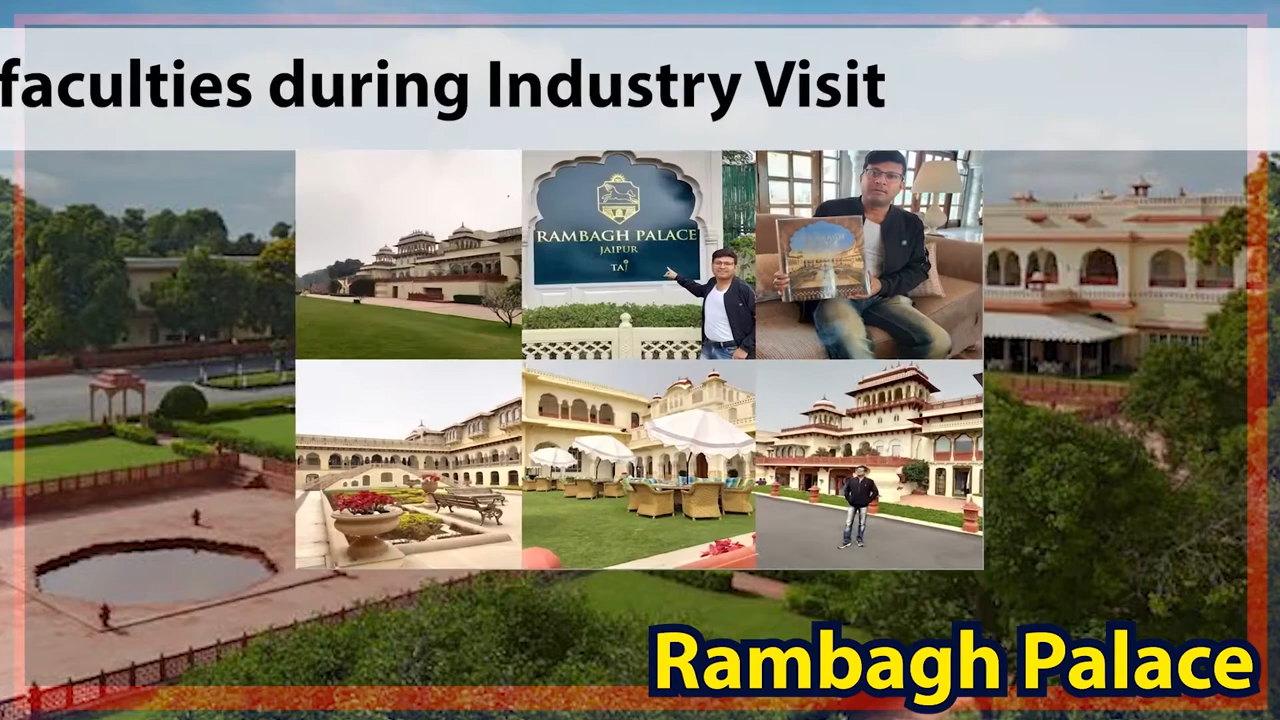 faculties during Industry Visit
RAMBAGH PALACE
JAIPUR
TAJ
Rambagh Palace